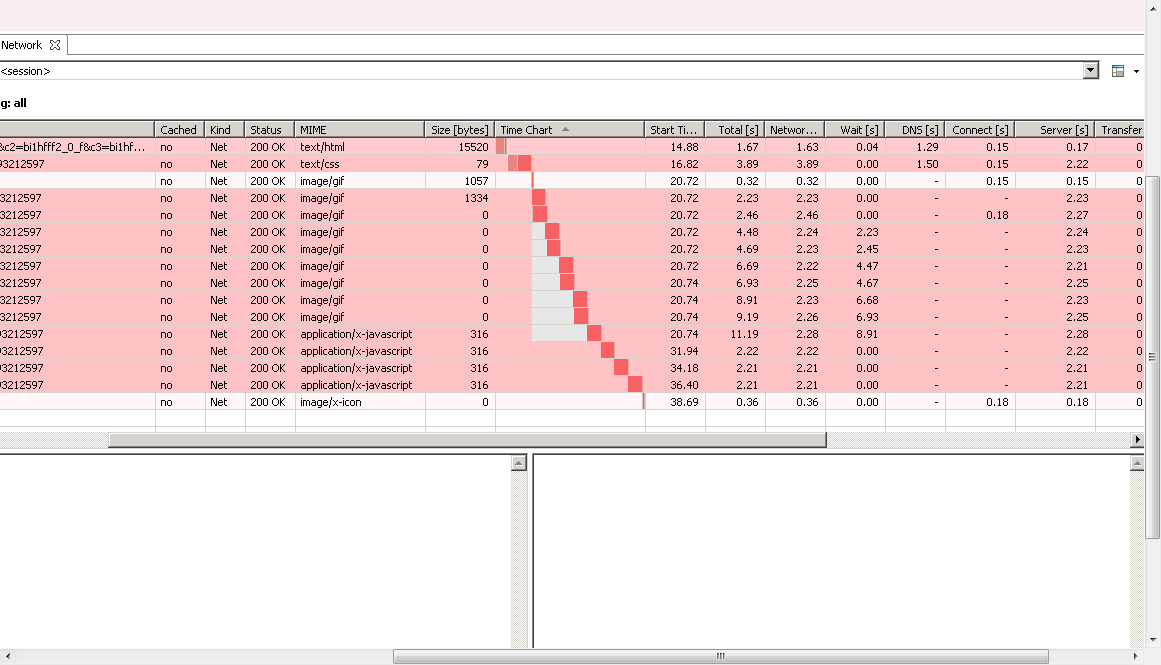 Network
<session>
g: all
Cached Kind Status MIME Size [bytes] Time Chart Start Ti... Total [s] Networ... Wait [s] DNS [s] Connect [s] Server [s] Transfer
&c2=bi1hfff2_0_f&c3=bi1hf... no Net 200 OK text/html 15520 14.88 1.67 1.63 0.04 1.29 0.15 0.17 0
93212597 no Net 200 OK text/css 79 16.82 3.89 3.89 0.00 1.50 0.15 2.22 0
no Net 200 OK image/gif 1057 20.72 0.32 0.32 0.00 - 0.15 0.15 0
3212597 no Net 200 OK image/gif 1334 20.72 2.23 2.23 0.00 - - 2.23 0
3212597 no Net 200 OK image/gif 0 20.72 2.46 2.46 0.00 - 0.18 2.27 0
3212597 no Net 200 OK image/gif 0 20.72 4.48 2.24 2.23 - - 2.24 0
3212597 no Net 200 OK image/gif 0 20.72 4.69 2.23 2.45 - - 2.23 0
3212597 no Net 200 OK image/gif 0 20.72 6.69 2.22 4.47 - - 2.21 0
3212597 no Net 200 OK image/gif 0 20.72 6.93 2.25 4.67 - - 2.25 0
3212597 no Net 200 OK image/gif 0 20.74 8.91 2.23 6.68 - - 2.23 0
3212597 no Net 200 OK image/gif 0 20.74 9.19 2.26 6.93 - - 2.25 0
93212597 no Net 200 OK application/x-javascript 316 20.74 11.19 2.28 8.91 - - 2.28 0
93212597 no Net 200 OK application/x-javascript 316 31.94 2.22 2.22 0.00 - - 2.22 0
93212597 no Net 200 OK application/x-javascript 316 34.18 2.21 2.21 0.00 - - 2.21 0
93212597 no Net 200 OK application/x-javascript 316 36.40 2.21 2.21 0.00 - - 2.21 0
no Net 200 OK image/x-icon 0 38.69 0.36 0.36 0.00 - 0.18 0.18 0